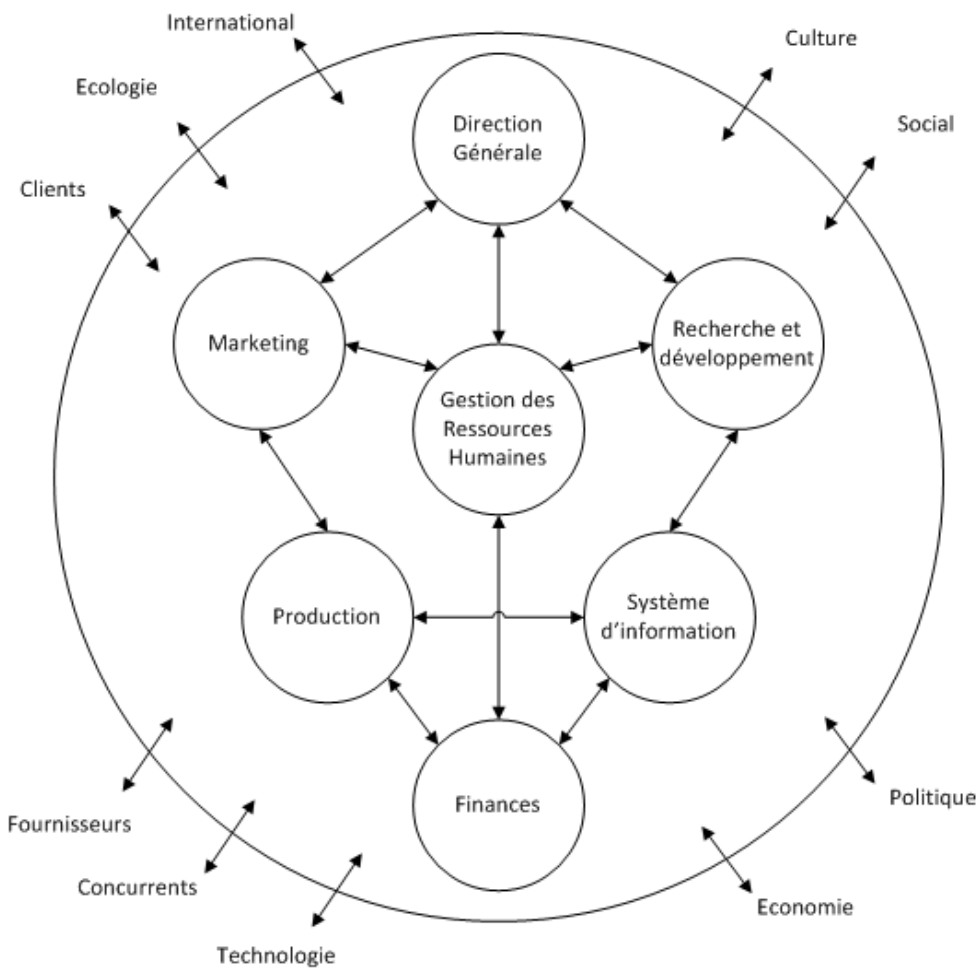 International
Culture
Ecologie
Social
Direction
Générale
Clients
Marketing
Recherche et
développement
Gestion des
Ressources
Humaines
Production
Système
d’information
Finances
Politique
Fournisseurs
Concurrents
Economie
Technologie